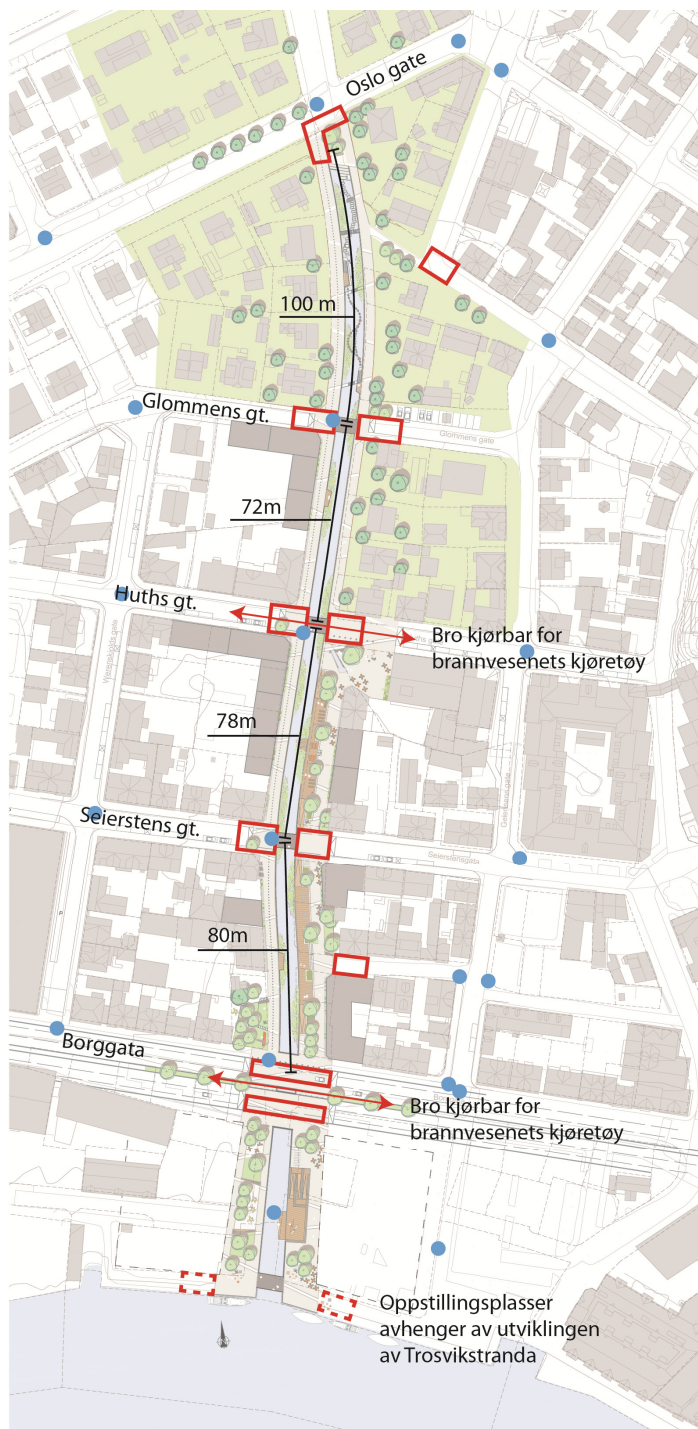 Oslo gate
100 m
Glommens gt.
Glommens gate
72m
Huths gt.
Bro kjørbar for
brannvesenets kjøretøy
78m
Seierstens gt.
Seierstensgata
80m
Borggata
Bro kjørbar for
brannvesenets kjøretøy
Oppstillingsplasser
avhenger av utviklingen
av Trosvikstranda